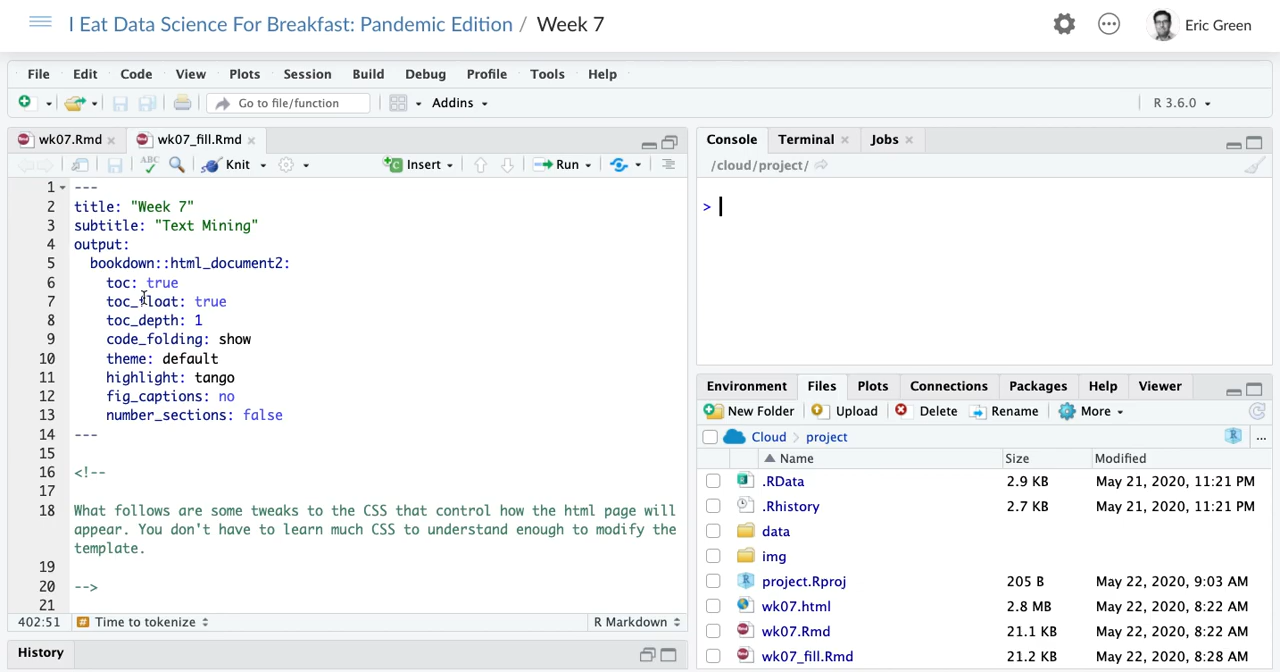 I Eat Data Science For Breakfast: Pandemic Edition / Week 7
Eric Green
File Edit Code View Plots Session Build Debug Profile Tools Help
Go to file/function Addins R 3.6.0
wk07.Rmd wk07_fill.Rmd
ABC Knit Insert Run
1 ---
2 title: "Week 7"
3 subtitle: "Text Mining"
4 output:
5 bookdown::html_document2:
6 toc: true
7 toc_float: true
8 toc_depth: 1
9 code_folding: show
10 theme: default
11 highlight: tango
12 fig_captions: no
13 number_sections: false
14 ---
15
16 <!--
17
18 What follows are some tweaks to the CSS that control how the html page will
appear. You don't have to learn much CSS to understand enough to modify the
template.
19
20 -->
21
402:51 Time to tokenize R Markdown
History
Console Terminal Jobs
/cloud/project/
>
Environment Files Plots Connections Packages Help Viewer
New Folder Upload Delete Rename More
Cloud project
Name Size Modified
.RData 2.9 KB May 21, 2020, 11:21 PM
.Rhistory 2.7 KB May 21, 2020, 11:21 PM
data
img
project.Rproj 205 B May 22, 2020, 9:03 AM
wk07.html 2.8 MB May 22, 2020, 8:22 AM
wk07.Rmd 21.1 KB May 22, 2020, 8:22 AM
wk07_fill.Rmd 21.2 KB May 22, 2020, 8:28 AM